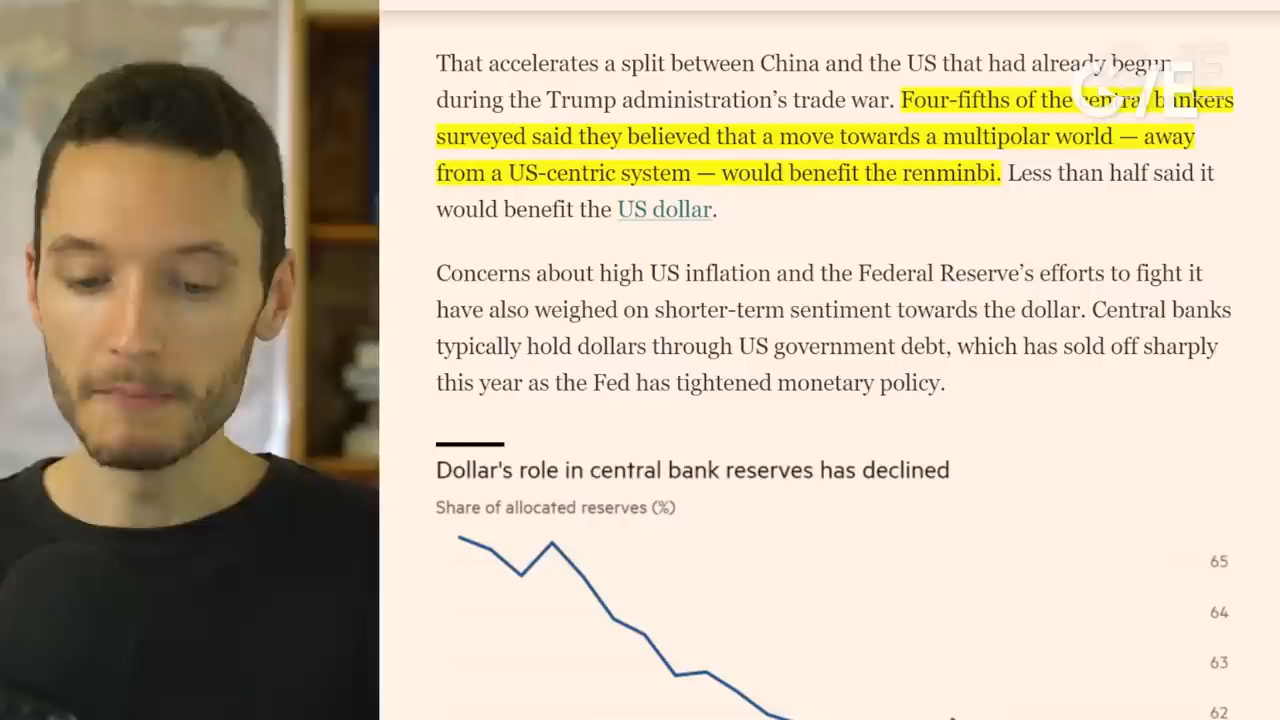 That accelerates a split between China and the US that had already begun
during the Trump administration's trade war. Four-fifths of the central bankers
surveyed said they believed that a move towards a multipolar world — away
from a US-centric system — would benefit the renminbi. Less than half said it
would benefit the US dollar.
Concerns about high US inflation and the Federal Reserve's efforts to fight it
have also weighed on shorter-term sentiment towards the dollar. Central banks
typically hold dollars through US government debt, which has sold off sharply
this year as the Fed has tightened monetary policy.
Dollar's role in central bank reserves has declined
Share of allocated reserves (%)
65
64
63
62